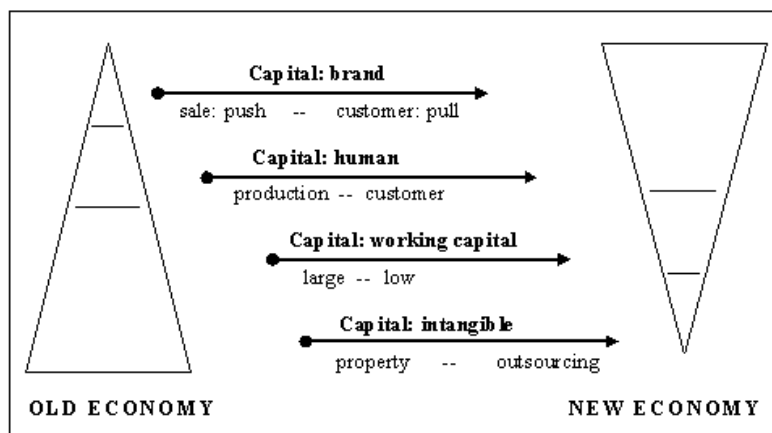 Capital: brand
sale: push -- customer: pull
Capital: human
production -- customer
Capital: working capital
large -- low
Capital: intangible
property -- outsourcing
OLD ECONOMY
NEW ECONOMY